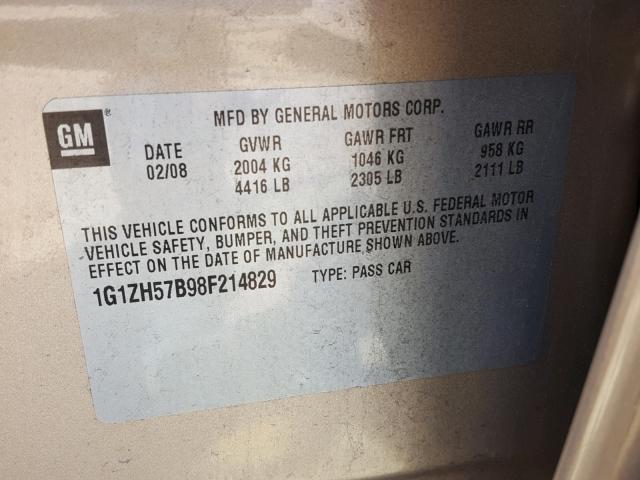 GM
MFD BY GENERAL MOTORS CORP.
DATE GVWR GAWR FRT GAWR RR
02/08 2004 KG 1046 KG 958 KG
4416 LB 2305 LB 2111 LB
THIS VEHICLE CONFORMS TO ALL APPLICABLE U.S. FEDERAL MOTOR
VEHICLE SAFETY, BUMPER, AND THEFT PREVENTION STANDARDS IN
EFFECT ON THE DATE OF MANUFACTURE SHOWN ABOVE.
1G1ZH57B98F214829 TYPE: PASS CAR